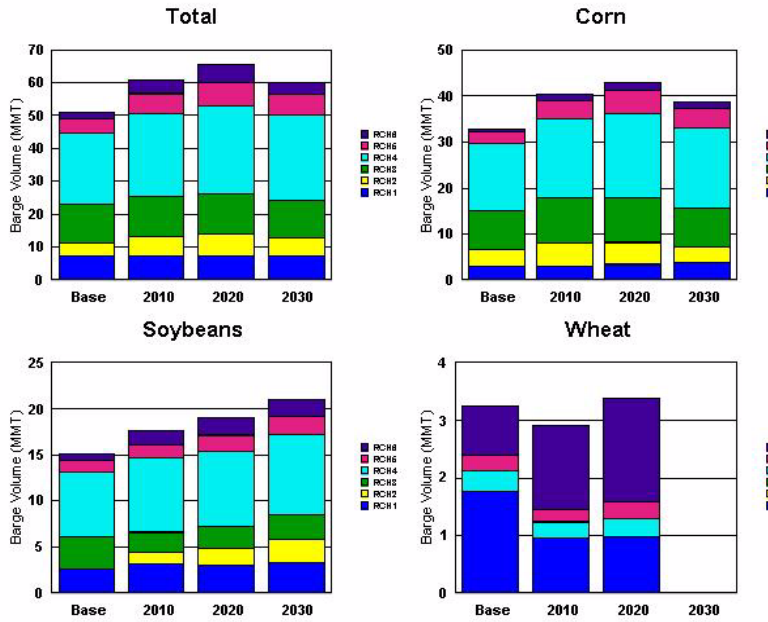 Total
Barge Volume (MMT)
70
60
50
40
30
20
10
0
Base 2010 2020 2030
RCH6
RCH5
RCH4
RCH3
RCH2
RCH1
Corn
Barge Volume (MMT)
50
40
30
20
10
0
Base 2010 2020 2030
Soybeans
Barge Volume (MMT)
25
20
15
10
5
0
Base 2010 2020 2030
RCH6
RCH5
RCH4
RCH3
RCH2
RCH1
Wheat
Barge Volume (MMT)
4
3
2
1
0
Base 2010 2020 2030